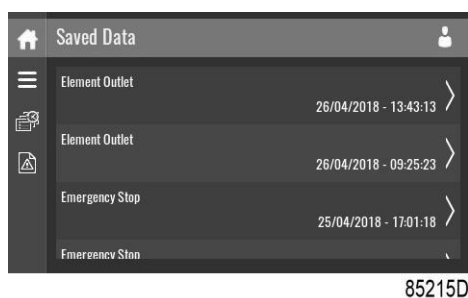 Saved Data
Element Outlet
26/04/2018 - 13:43:13
Element Outlet
26/04/2018 - 09:25:23
Emergency Stop
25/04/2018 - 17:01:18
Emergency Stop
85215D